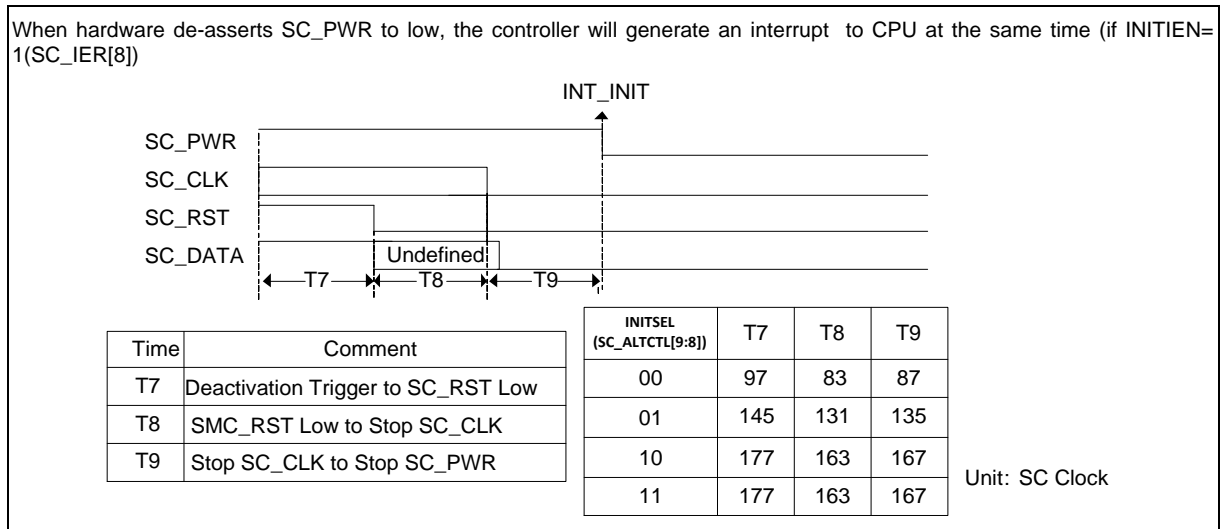 When hardware de-asserts SC_PWR to low, the controller will generate an interrupt to CPU at the same time (if INITIEN=
1(SC_IER[8])
INT_INIT
SC_PWR
SC_CLK
SC_RST
SC_DATA
Undefined
T7 T8 T9
Time Comment
T7 Deactivation Trigger to SC_RST Low
T8 SMC_RST Low to Stop SC_CLK
T9 Stop SC_CLK to Stop SC_PWR
INITSEL
(SC_ALTCTL[9:8]) T7 T8 T9
00 97 83 87
01 145 131 135
10 177 163 167
11 177 163 167
Unit: SC Clock